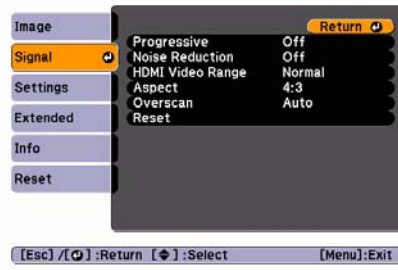 Image
Signal
Settings
Extended
Info
Reset
Return
Progressive Off
Noise Reduction Off
HDMI Video Range Normal
Aspect 4:3
Overscan Auto
Reset
[Esc] /[⏎] :Return [◆] :Select [Menu]:Exit